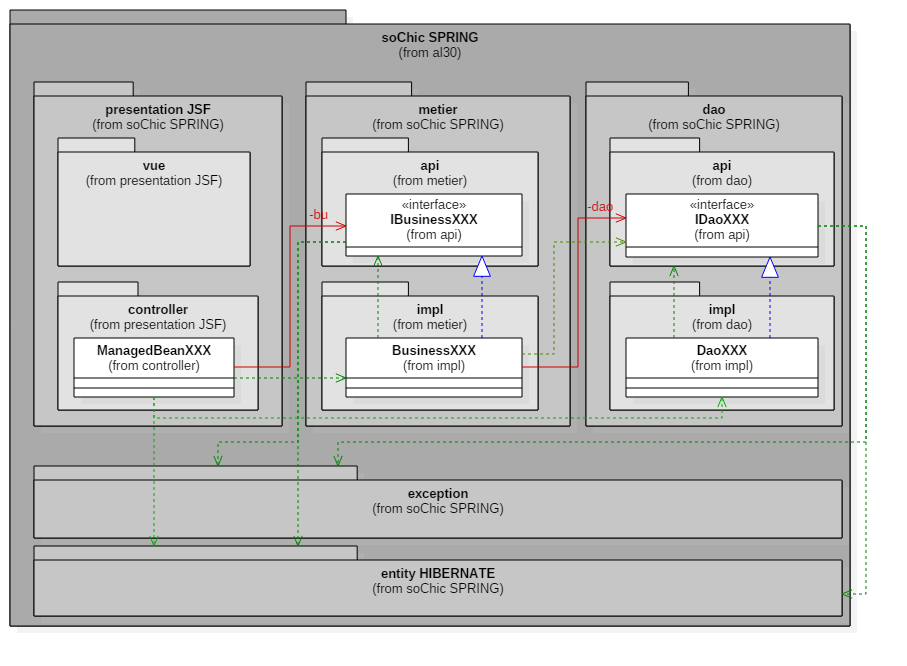 soChic SPRING
(from al30)
presentation JSF
(from soChic SPRING)
vue
(from presentation JSF)
controller
(from presentation JSF)
ManagedBeanXXX
(from controller)
-bu
metier
(from soChic SPRING)
api
(from metier)
«interface»
IBusinessXXX
(from api)
impl
(from metier)
BusinessXXX
(from impl)
-dao
dao
(from soChic SPRING)
api
(from dao)
«interface»
IDaoXXX
(from api)
impl
(from dao)
DaoXXX
(from impl)
exception
(from soChic SPRING)
entity HIBERNATE
(from soChic SPRING)